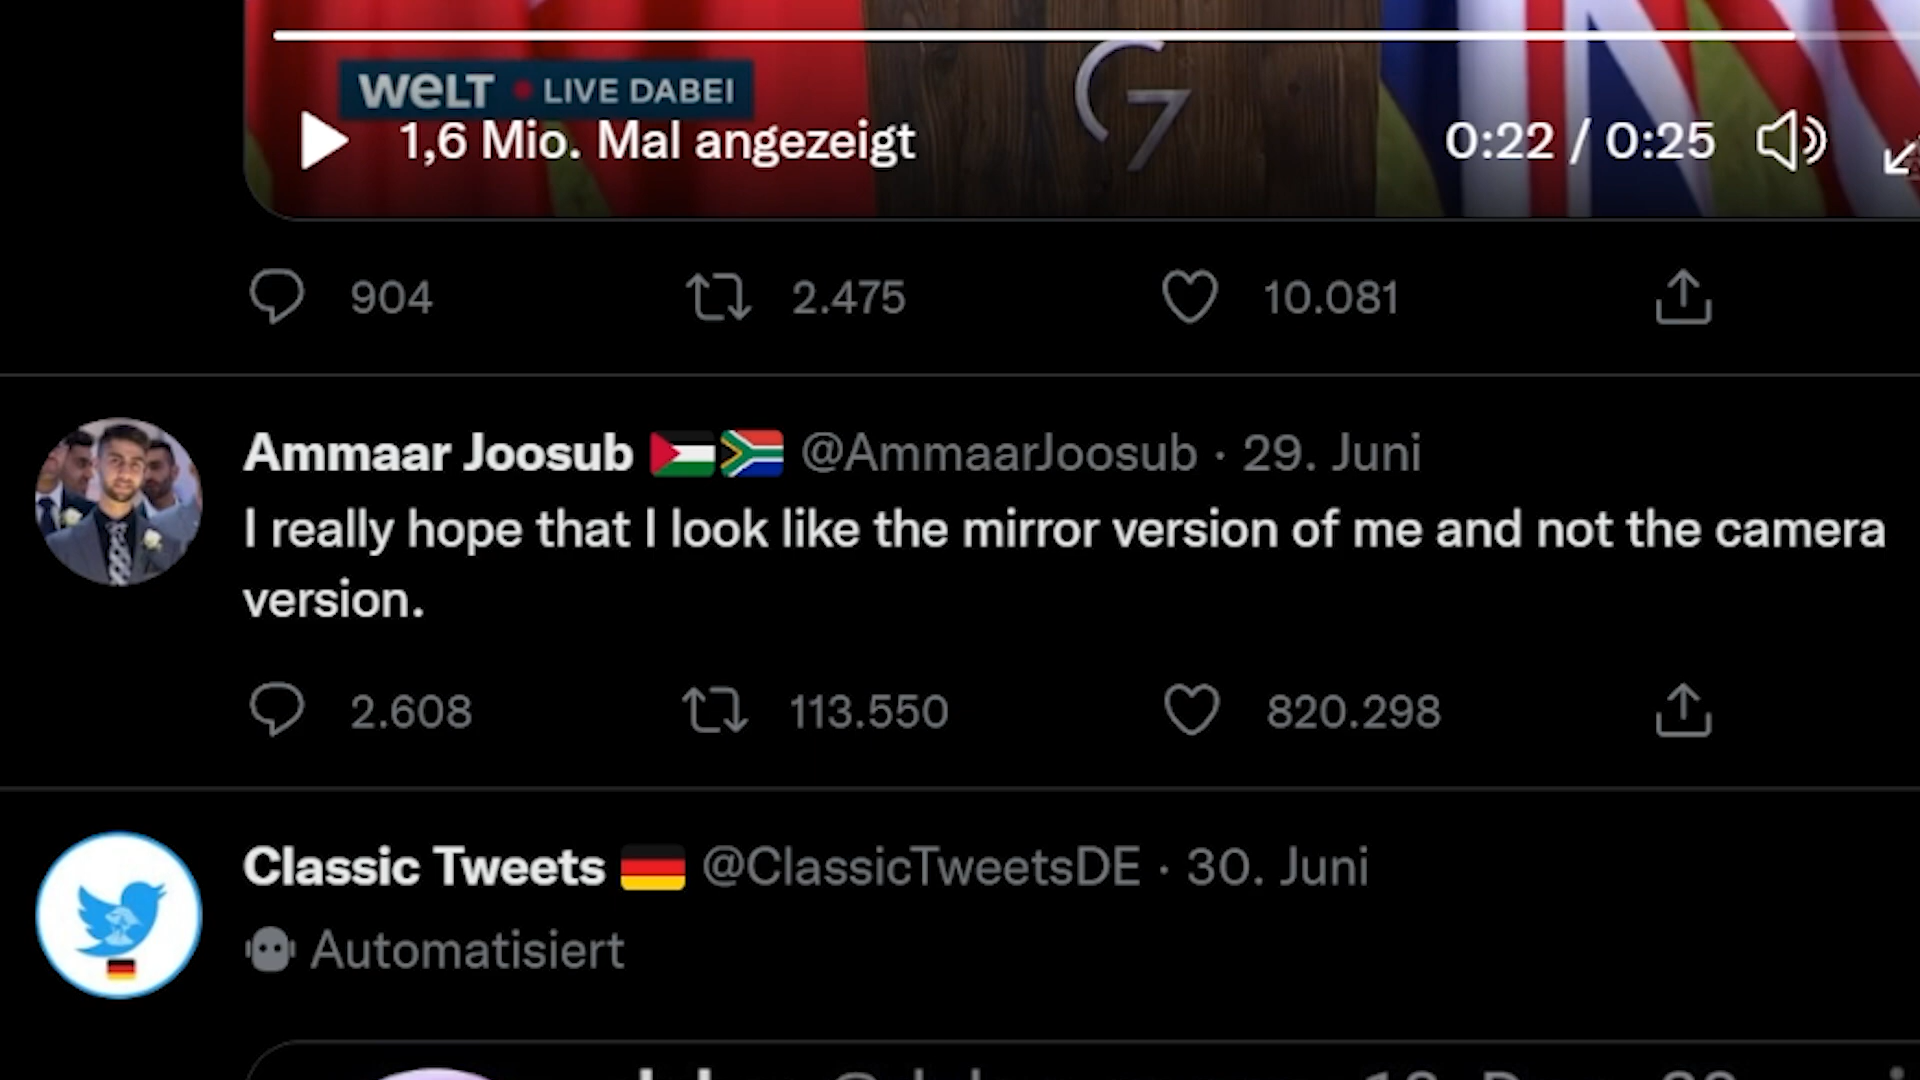 WELT • LIVE DABEI
G7
1,6 Mio. Mal angezeigt
0:22 / 0:25
904 2.475 10.081
Ammaar Joosub @AmmaarJoosub · 29. Juni
I really hope that I look like the mirror version of me and not the camera
version.
2.608 113.550 820.298
Classic Tweets @ClassicTweetsDE · 30. Juni
Automatisiert